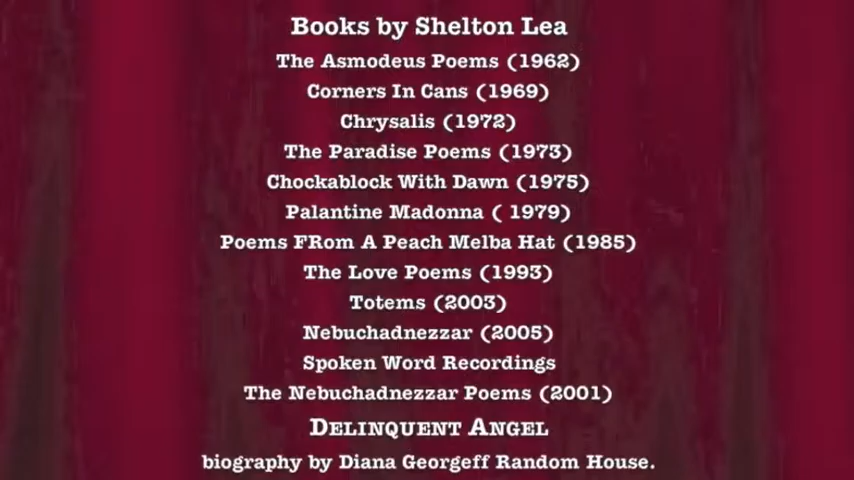 Books by Shelton Lea
The Asmodeus Poems (1962)
Corners In Cans (1969)
Chrysalis (1972)
The Paradise Poems (1973)
Chockablock With Dawn (1975)
Palantine Madonna ( 1979)
Poems FRom A Peach Melba Hat (1985)
The Love Poems (1993)
Totems (2003)
Nebuchadnezzar (2005)
Spoken Word Recordings
The Nebuchadnezzar Poems (2001)
DELINQUENT ANGEL
biography by Diana Georgeff Random House.